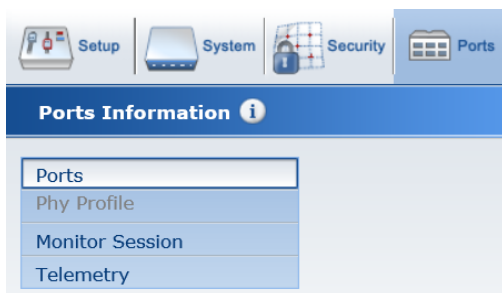 Setup System Security Ports
Ports Information i
Ports
Phy Profile
Monitor Session
Telemetry